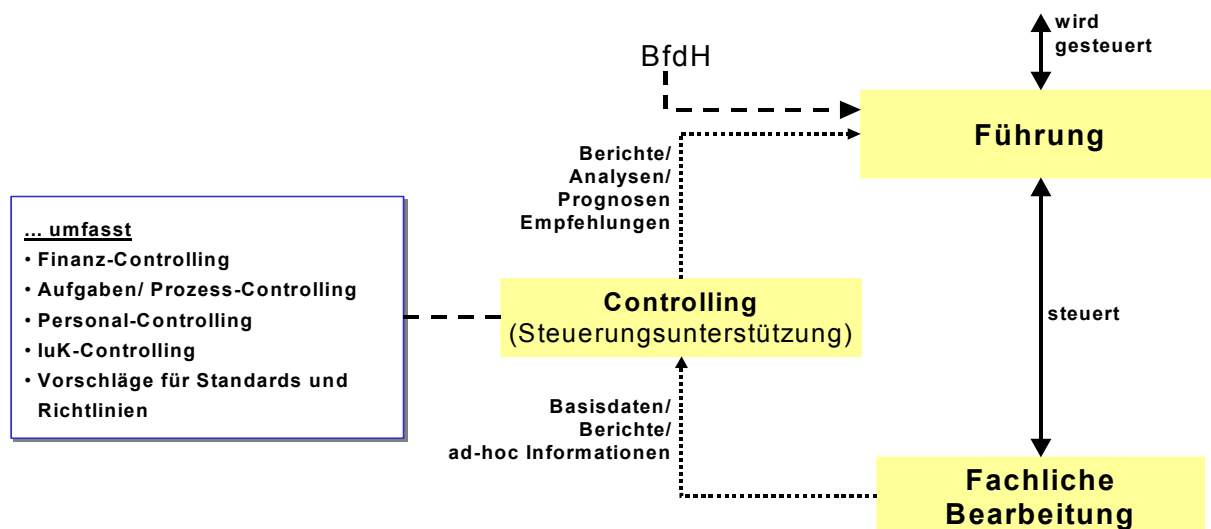 wird
gesteuert
BfdH
Führung
Berichte/
Analysen/
Prognosen
Empfehlungen
... umfasst
• Finanz-Controlling
• Aufgaben/ Prozess-Controlling
• Personal-Controlling
• IuK-Controlling
• Vorschläge für Standards und
Richtlinien
Controlling
(Steuerungsunterstützung)
steuert
Basisdaten/
Berichte/
ad-hoc Informationen
Fachliche
Bearbeitung